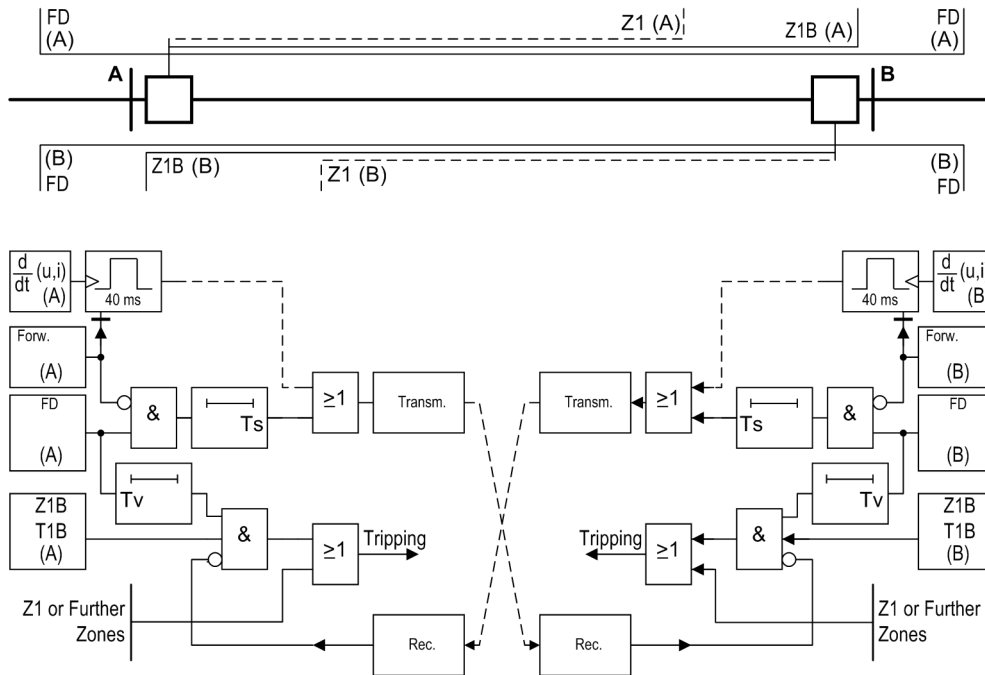 FD
(A)
Z1 (A)
Z1B (A)
FD
(A)
A
B
(B)
FD
Z1B (B)
Z1 (B)
(B)
FD
d
dt
(u,i)
(A)
40 ms
40 ms
d
dt
(u,i)
(B
Forw.
(A)
Forw.
(B)
FD
(A)
&
Ts
≥1
Transm.
Transm.
≥1
Ts
&
FD
(B)
Tv
Tv
Z1B
T1B
(A)
&
≥1
Tripping
Tripping
≥1
&
Z1B
T1B
(B)
Z1 or Further
Zones
Rec.
Rec.
Z1 or Further
Zones